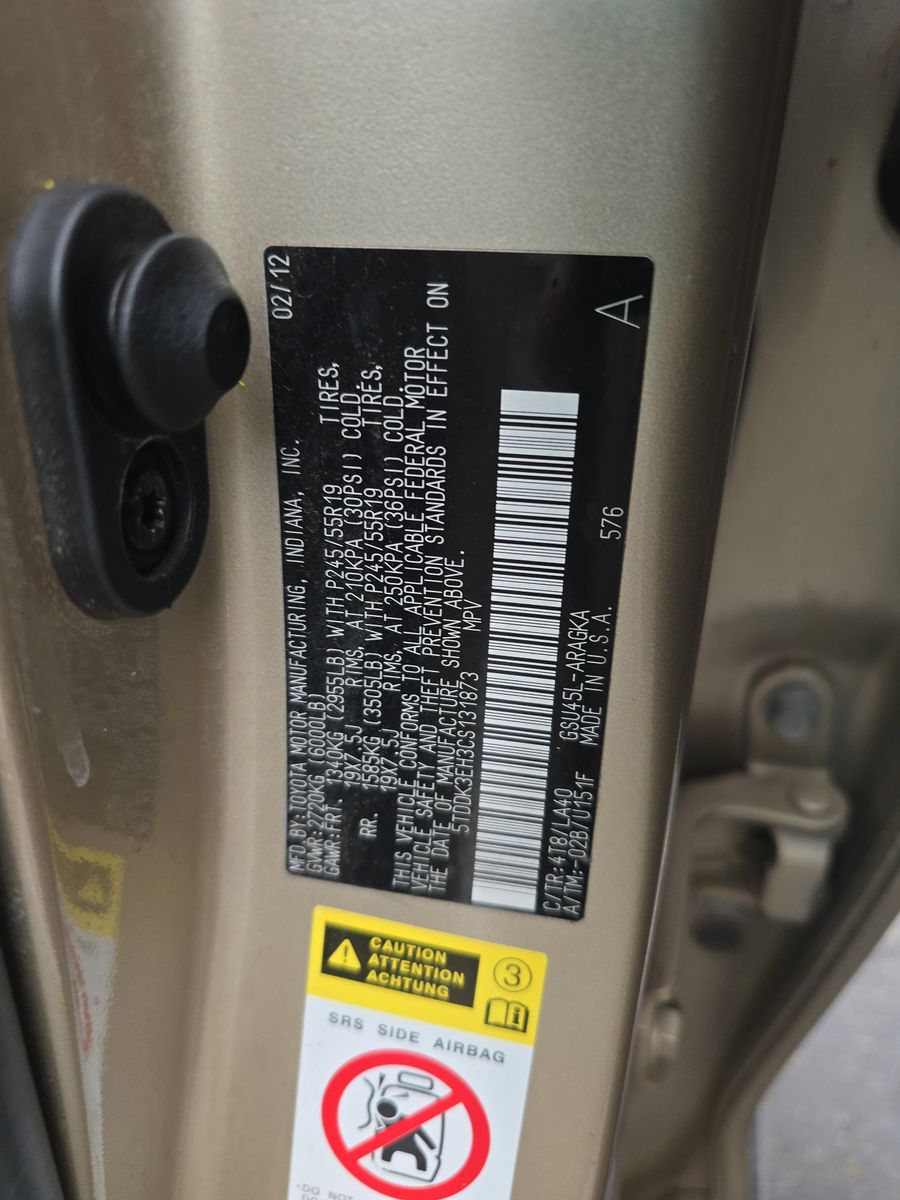 MFD.BY:TOYOTA MOTOR MANUFACTURING, INDIANA, INC. 02/12
GVWR:2720KG (6000LB)
GAWR:FRT. 1340KG (2955LB) WITH P245/55R19 TIRES,
19X7.5J RIMS, AT 210KPA (30PSI) COLD.
RR. 1585KG (3505LB) WITH P245/55R19 TIRES,
19X7.5J RIMS, AT 250KPA (36PSI) COLD.
THIS VEHICLE CONFORMS TO ALL APPLICABLE FEDERAL MOTOR
VEHICLE SAFETY AND THEFT PREVENTION STANDARDS IN EFFECT ON
THE DATE OF MANUFACTURE SHOWN ABOVE.
5TDDK3EH3CS131873 MPV
C/TR:4T8/LA40 GSU45L-ARAGKA A
A/TM:-02B/U151F MADE IN U.S.A. 576
CAUTION
ATTENTION
ACHTUNG
3
SRS SIDE AIRBAG
-DO NOT